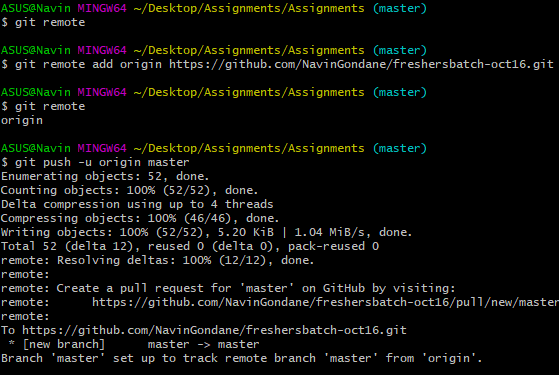 ASUS@Navin MINGW64 ~/Desktop/Assignments/Assignments (master)
$ git remote
ASUS@Navin MINGW64 ~/Desktop/Assignments/Assignments (master)
$ git remote add origin https://github.com/NavinGondane/freshersbatch-oct16.git
ASUS@Navin MINGW64 ~/Desktop/Assignments/Assignments (master)
$ git remote
origin
ASUS@Navin MINGW64 ~/Desktop/Assignments/Assignments (master)
$ git push -u origin master
Enumerating objects: 52, done.
Counting objects: 100% (52/52), done.
Delta compression using up to 4 threads
Compressing objects: 100% (46/46), done.
Writing objects: 100% (52/52), 5.20 KiB | 1.04 MiB/s, done.
Total 52 (delta 12), reused 0 (delta 0), pack-reused 0
remote: Resolving deltas: 100% (12/12), done.
remote:
remote: Create a pull request for 'master' on GitHub by visiting:
remote:      https://github.com/NavinGondane/freshersbatch-oct16/pull/new/master
remote:
To https://github.com/NavinGondane/freshersbatch-oct16.git
 * [new branch]      master -> master
Branch 'master' set up to track remote branch 'master' from 'origin'.